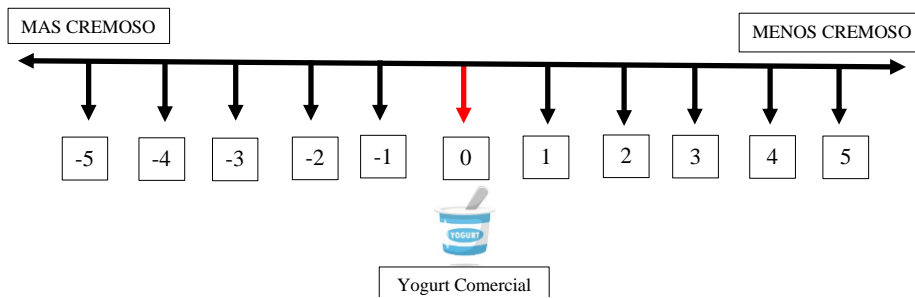 MAS CREMOSO
MENOS CREMOSO
-5 -4 -3 -2 -1 0 1 2 3 4 5
YOGURT
Yogurt Comercial